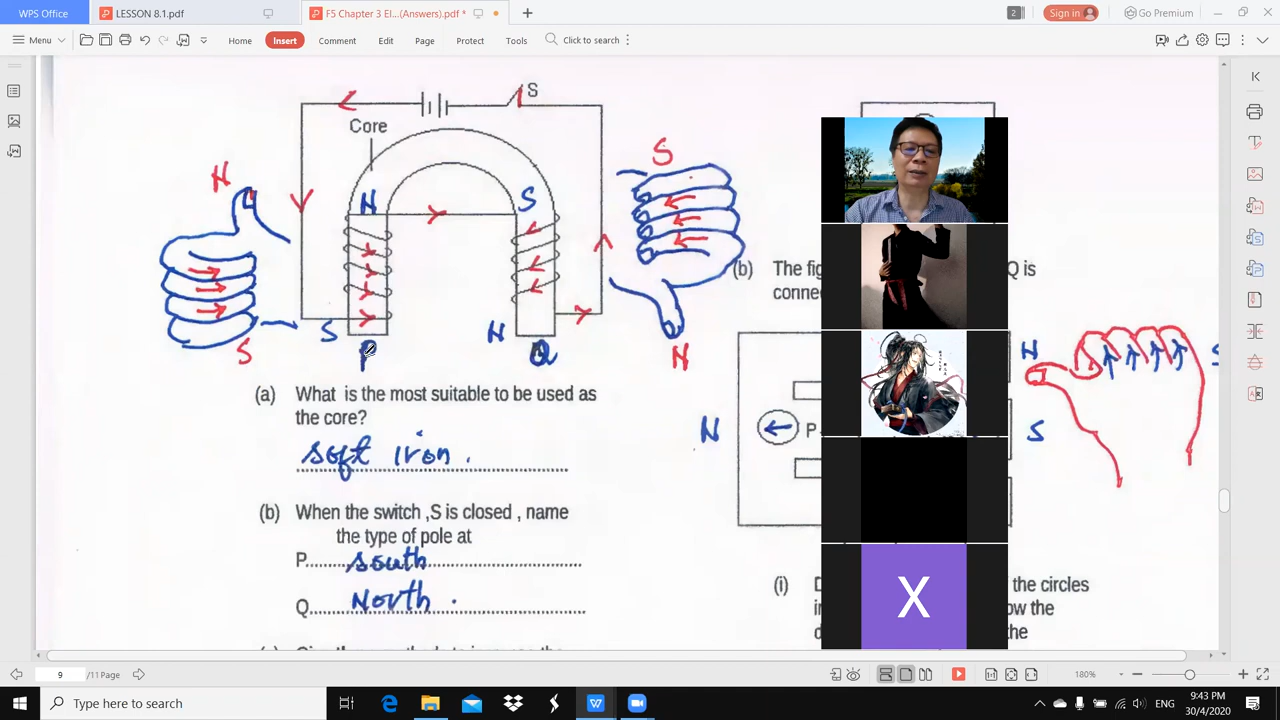 WPS Office
LESSON 8.1.pdf
F5 Chapter 3 El...(Answers).pdf *
+
2
Sign in
Go Premium
Menu
Home
Insert
Comment
Edit
Page
Protect
Tools
Click to search
S
Core
N
N
S
S
S
N
P
Q
S
N
N
S
N
S
P
(b) The fig
Q is
conne
(a) What is the most suitable to be used as
the core?
soft iron.
(b) When the switch ,S is closed , name
the type of pole at
P............south............
Q............North.............
(i)
the circles
in
ow the
the
X
9
/11 Page
180%
Type here to search
ENG
9:43 PM
30/4/2020